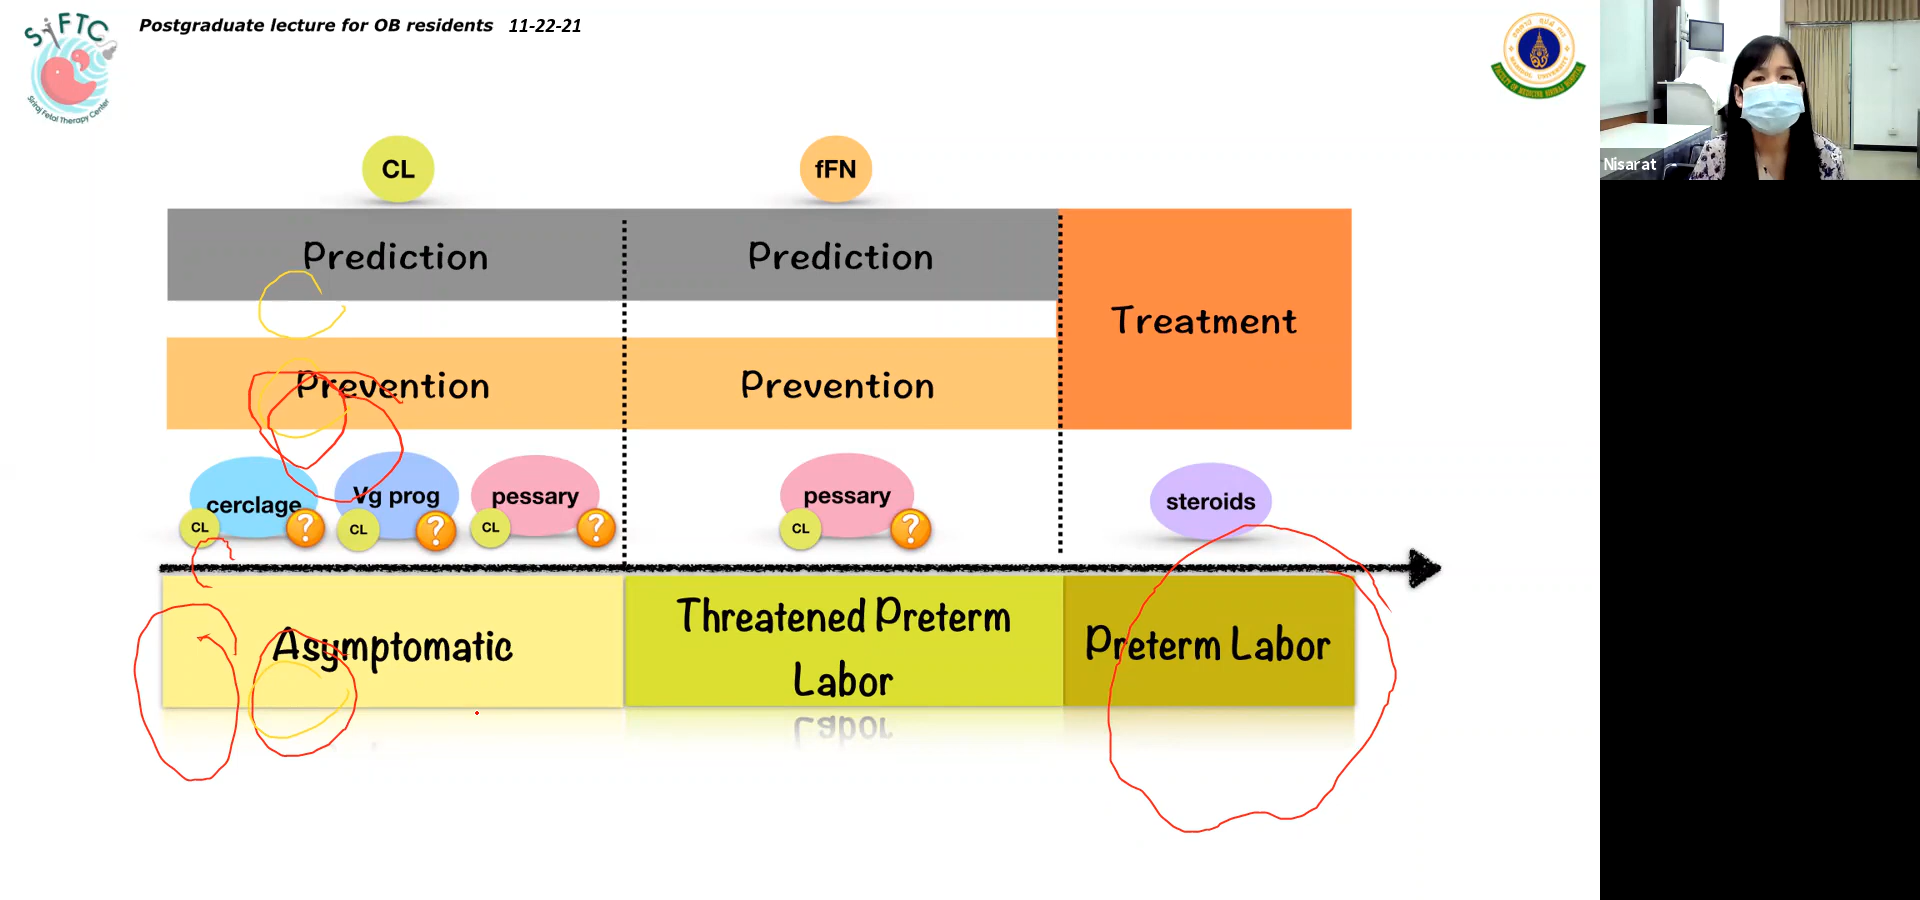 SiFTC
Siriraj Fetal Therapy Center
Postgraduate lecture for OB residents 11-22-21
Nisarat
CL
fFN
Prediction
Prediction
Treatment
Prevention
Prevention
cerclage
CL
?
Vg prog
CL
?
pessary
CL
?
pessary
CL
?
steroids
Asymptomatic
Threatened Preterm
Labor
Preterm Labor